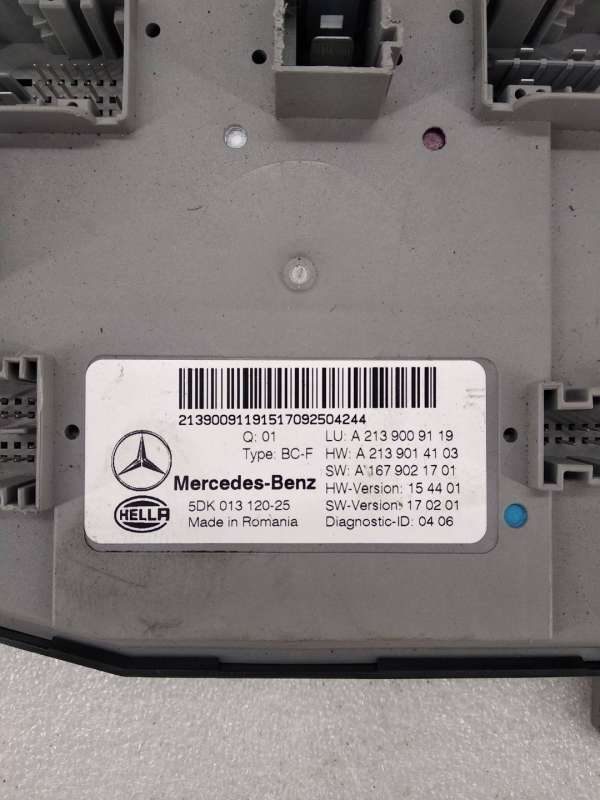 21390091191517092504244
Q: 01
Type: BC-F
Mercedes-Benz
HELLA
5DK 013 120-25
Made in Romania
LU: A 213 900 91 19
HW: A 213 901 41 03
SW: A 167 902 17 01
HW-Version: 15 44 01
SW-Version: 17 02 01
Diagnostic-ID: 04 06